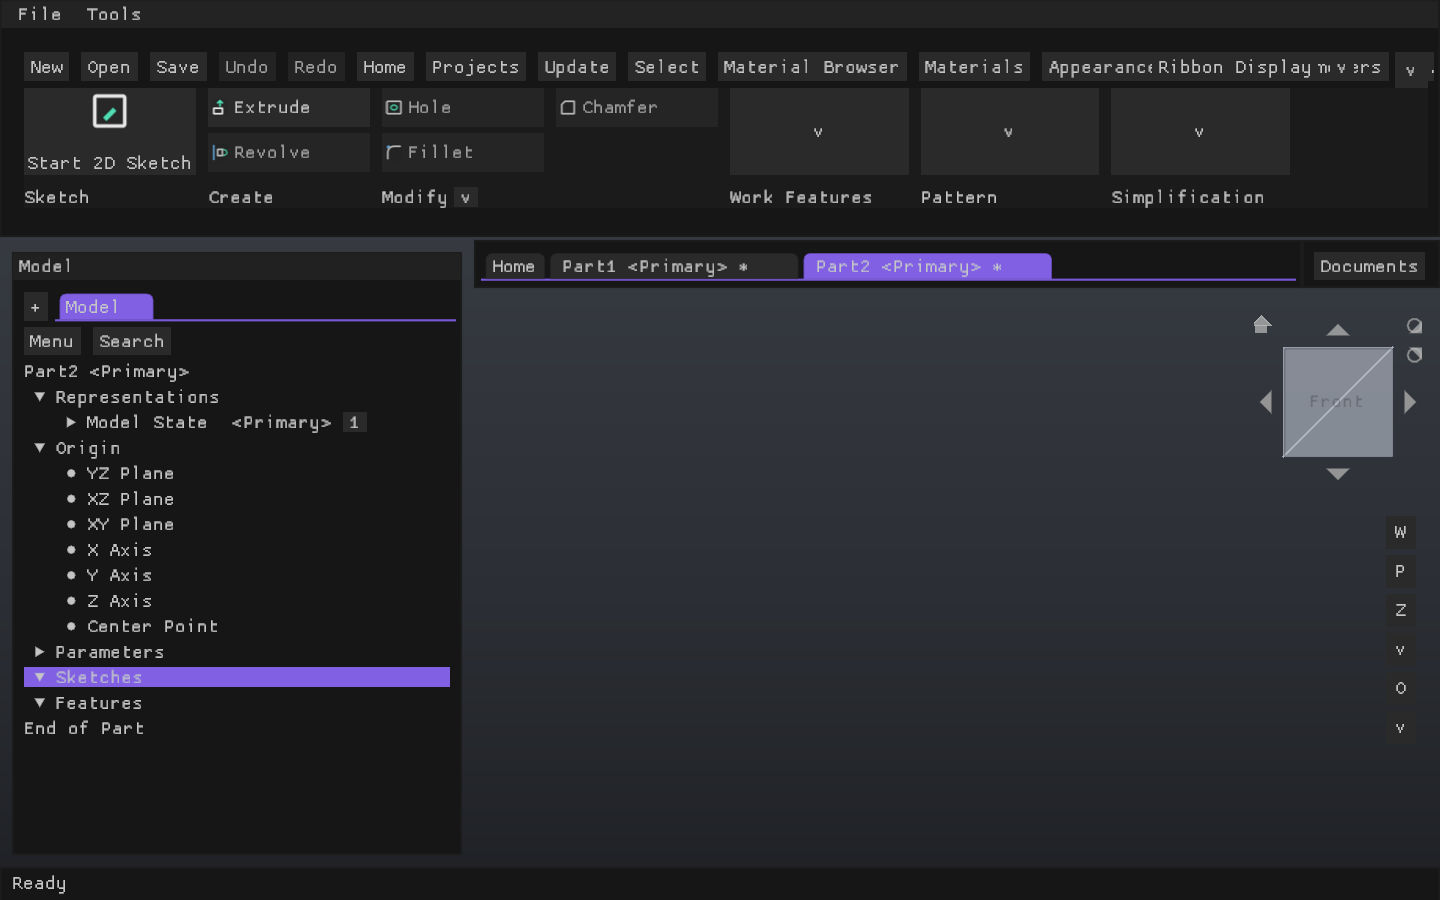 File Tools
New Open Save Undo Redo Home Projects Update Select Material Browser Materials Appearance Ribbon Display v v
Start 2D Sketch
Extrude Hole Chamfer
Revolve Fillet
v v v
Sketch Create Modify v Work Features Pattern Simplification
Model
Home Part1 <Primary> * Part2 <Primary> * Documents
+ Model
Menu Search
Part2 <Primary>
▼ Representations
▶ Model State <Primary> 1
▼ Origin
● YZ Plane
● XZ Plane
● XY Plane
● X Axis
● Y Axis
● Z Axis
● Center Point
▶ Parameters
▼ Sketches
▼ Features
End of Part
Front
W
P
Z
v
O
v
Ready